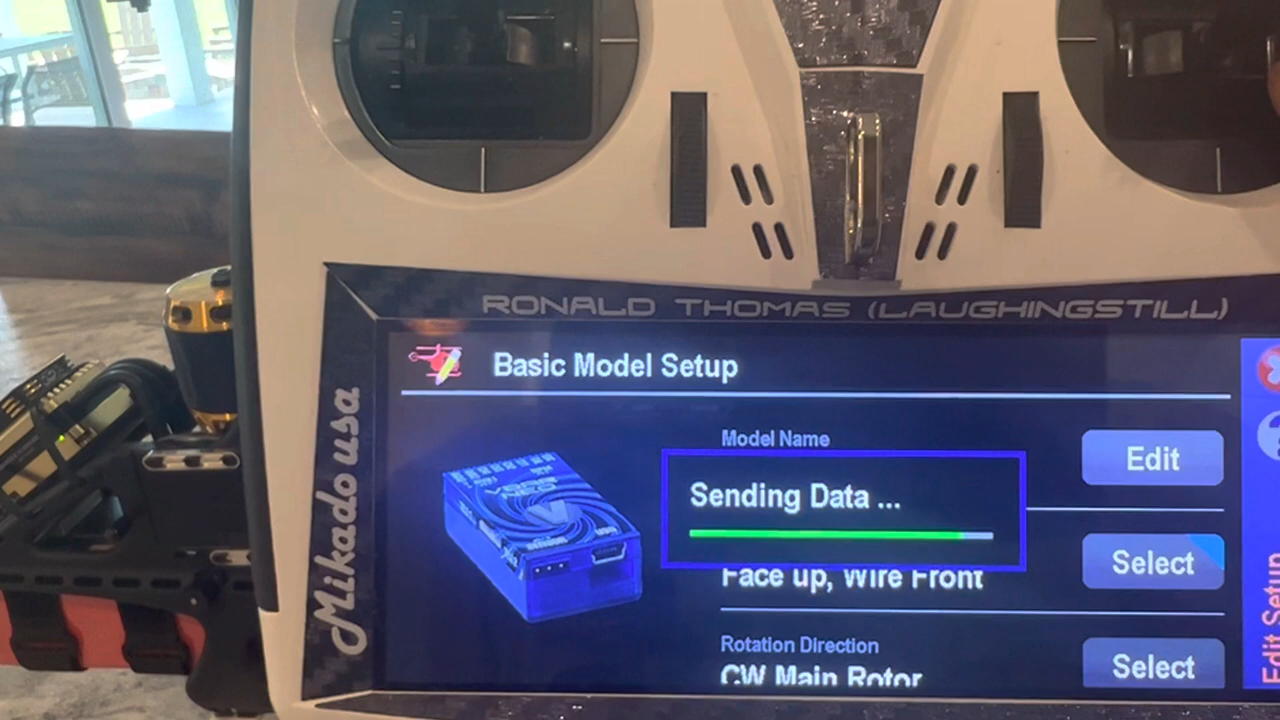 RONALD THOMAS (LAUGHINGSTILL)
Mikado usa
Basic Model Setup
Model Name
Edit
Sending Data ...
Face up, Wire Front
Select
Rotation Direction
CW Main Rotor
Select
Edit Setup